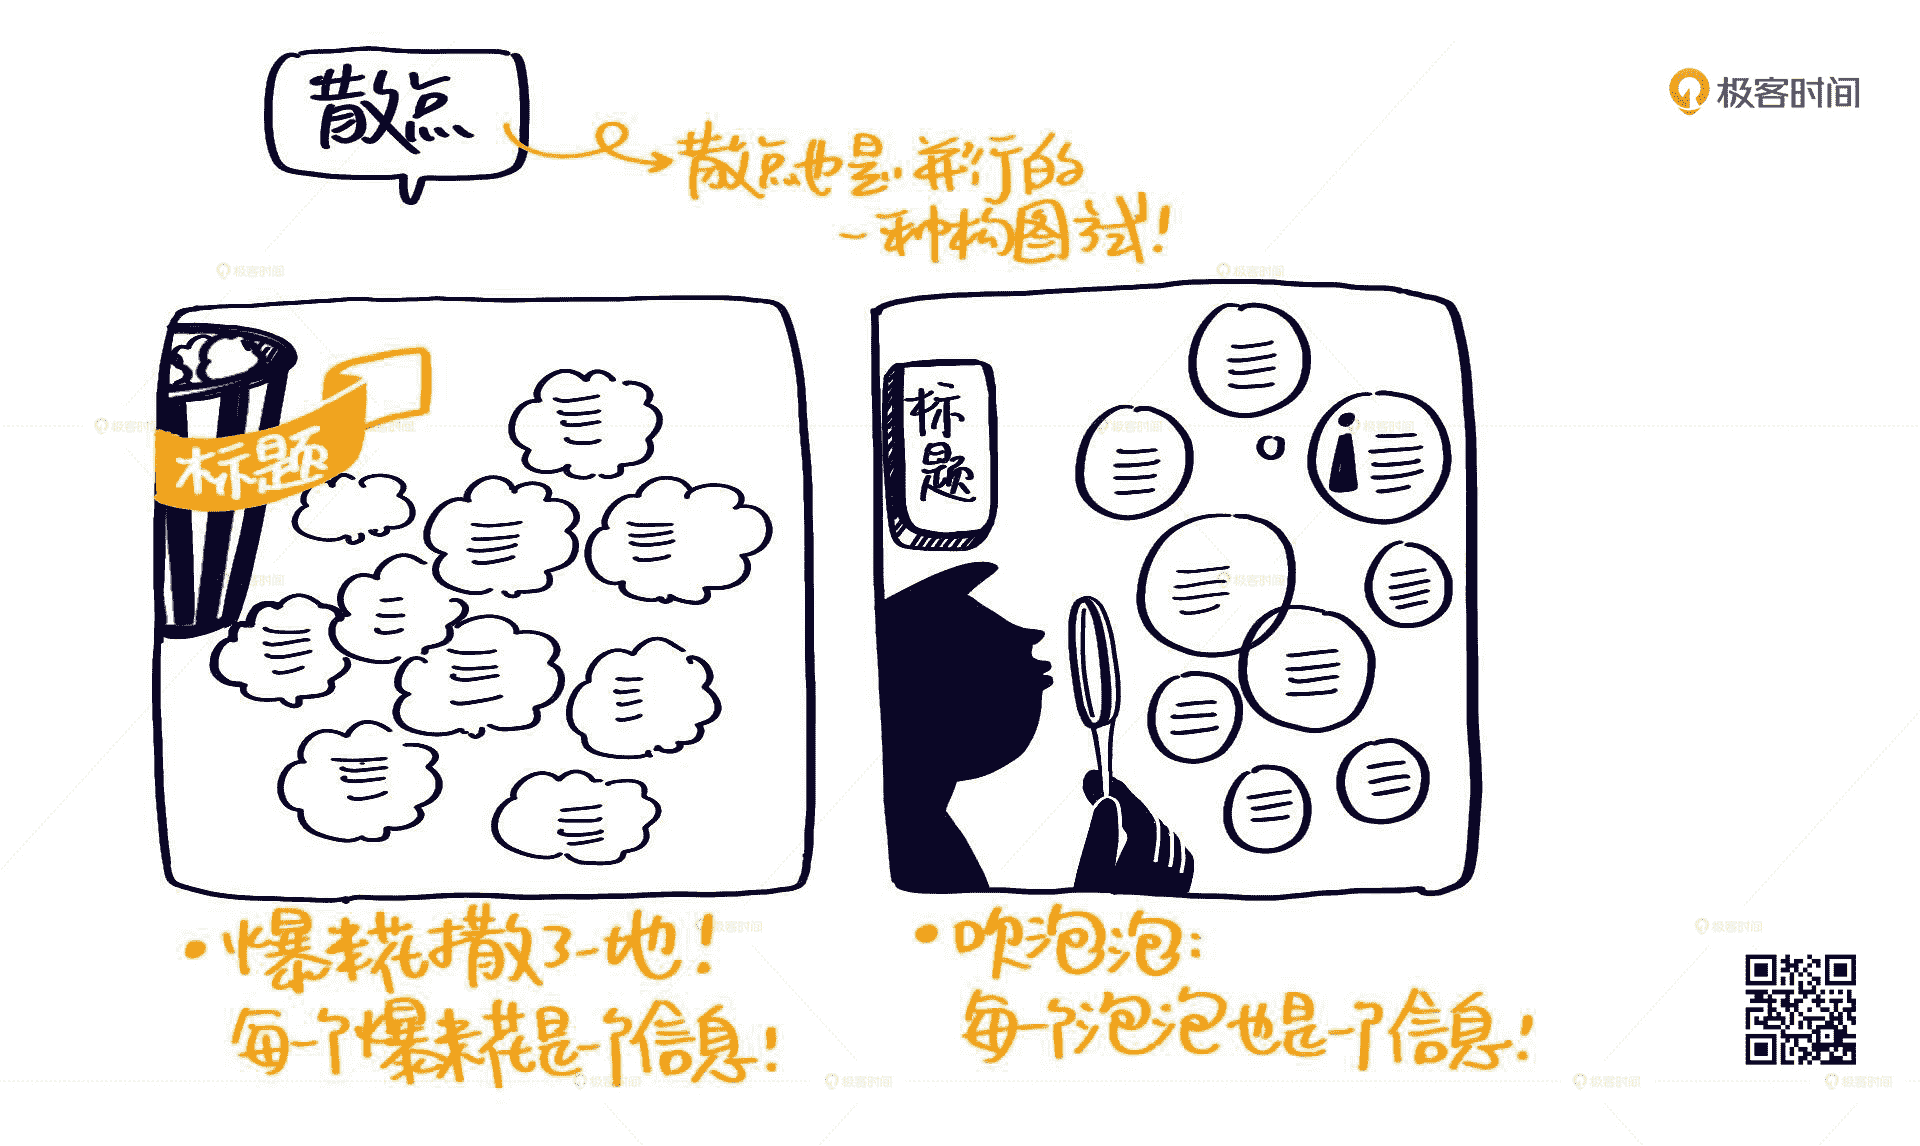 散点
极客时间
散点也是并行的
一种构图方式!
标题
标题
• 爆米花撒了一地!
每一个爆米花是一个信息!
• 吹泡泡:
每一个泡泡也是一个信息!